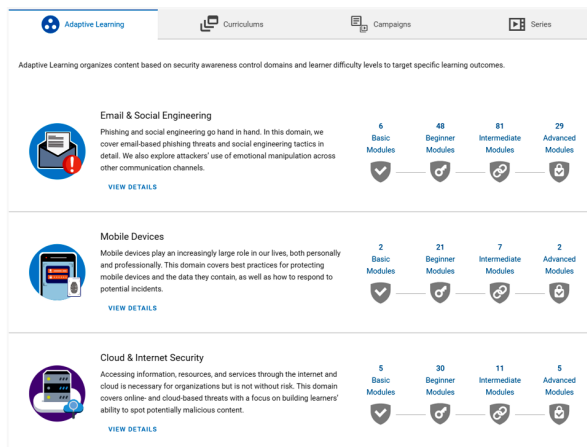 Adaptive Learning
Curriculums
Campaigns
Series
Adaptive Learning organizes content based on security awareness control domains and learner difficulty levels to target specific learning outcomes.
Email & Social Engineering
Phishing and social engineering go hand in hand. In this domain, we
cover email-based phishing threats and social engineering tactics in
detail. We also explore attackers' use of emotional manipulation across
other communication channels.
VIEW DETAILS
6
Basic
Modules
48
Beginner
Modules
81
Intermediate
Modules
29
Advanced
Modules
Mobile Devices
Mobile devices play an increasingly large role in our lives, both personally
and professionally. This domain covers best practices for protecting
mobile devices and the data they contain, as well as how to respond to
potential incidents.
VIEW DETAILS
2
Basic
Modules
21
Beginner
Modules
7
Intermediate
Modules
2
Advanced
Modules
Cloud & Internet Security
Accessing information, resources, and services through the internet and
cloud is necessary for organizations but is not without risk. This domain
covers online- and cloud-based threats with a focus on building learners'
ability to spot potentially malicious content.
VIEW DETAILS
5
Basic
Modules
30
Beginner
Modules
11
Intermediate
Modules
5
Advanced
Modules